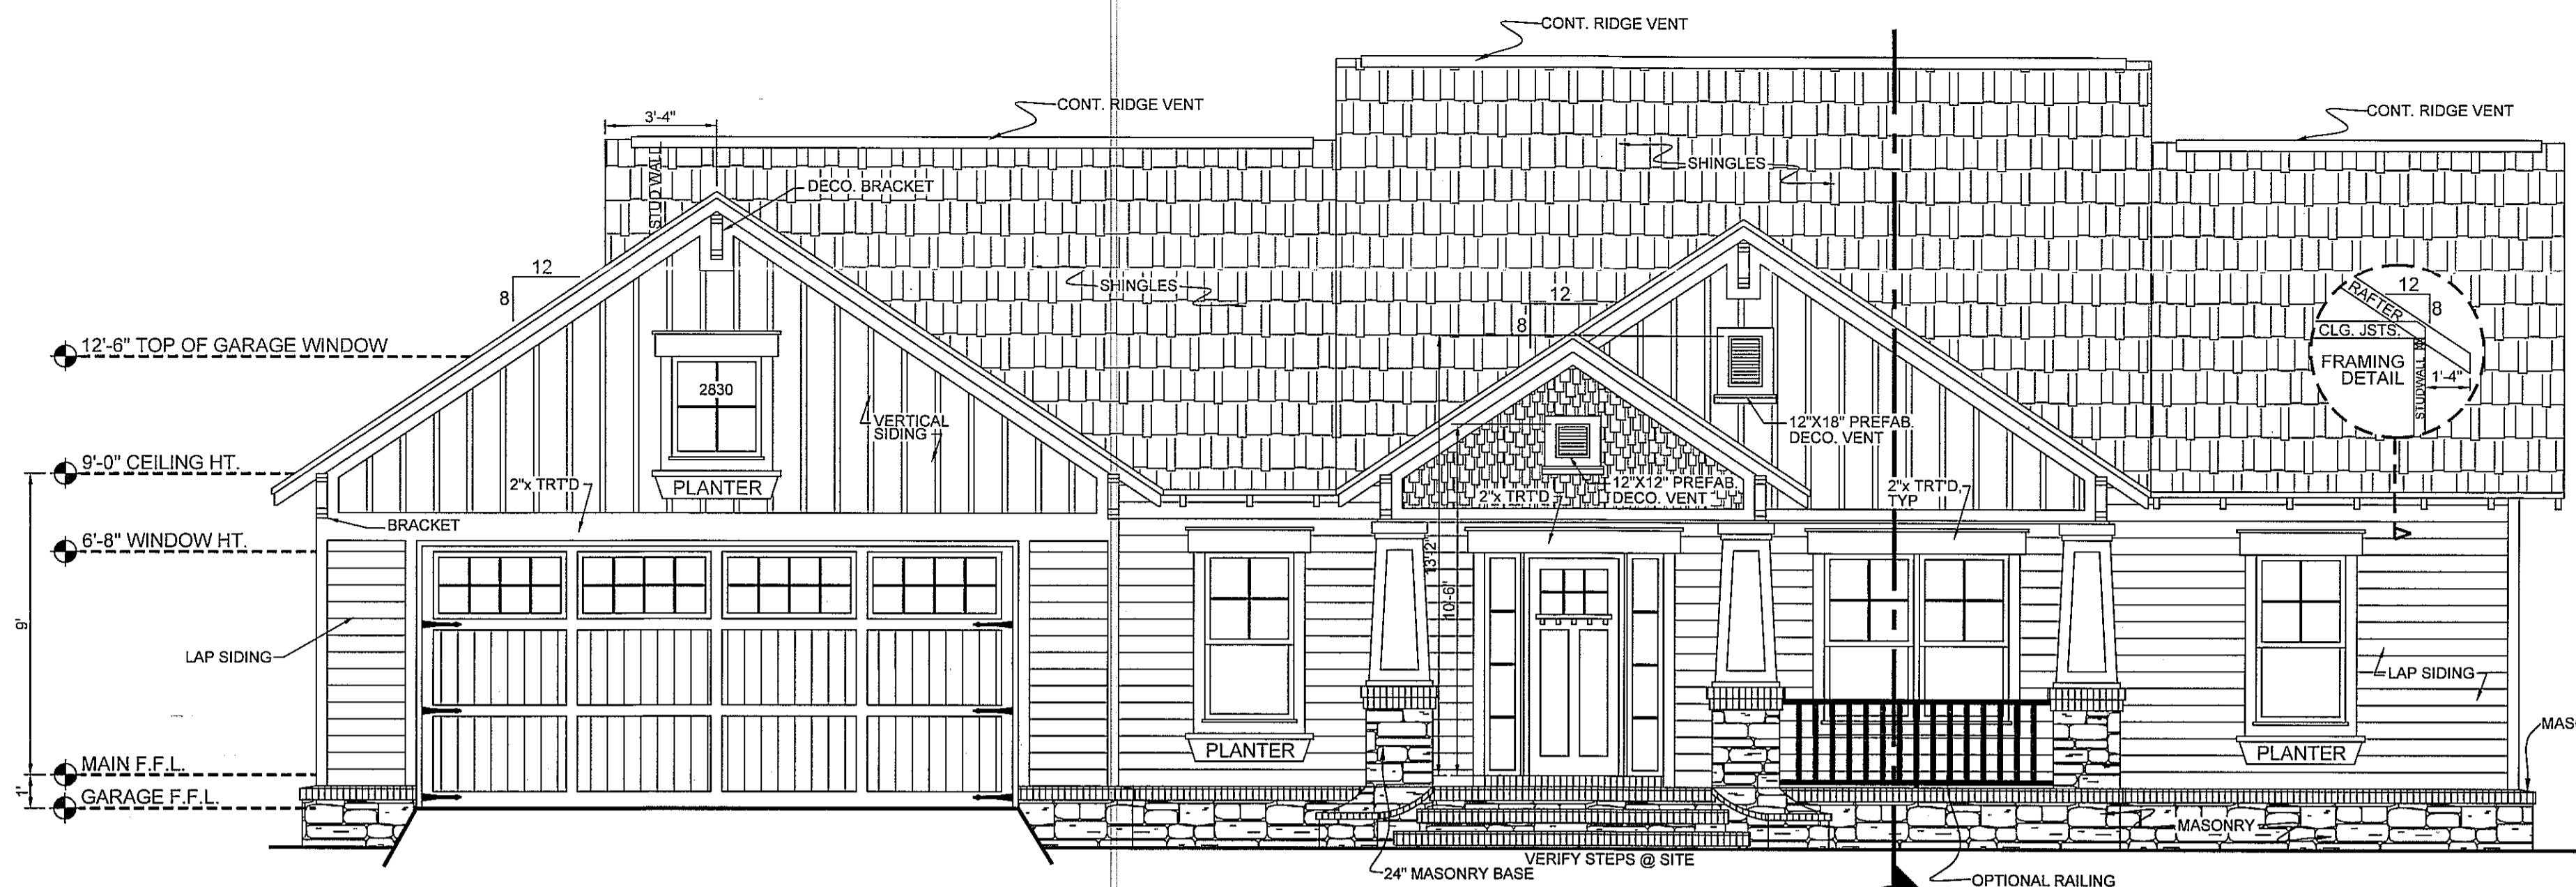 CONT. RIDGE VENT
CONT. RIDGE VENT
CONT. RIDGE VENT
3'-4"
STUD WALL
DECO. BRACKET
SHINGLES
12
8
SHINGLES
12
8
12
8
RAFTER
CLG. JSTS.
FRAMING
DETAIL
1'-4"
STUDWALL
12'-6" TOP OF GARAGE WINDOW
2830
VERTICAL
SIDING
12"X18" PREFAB.
DECO. VENT
9'-0" CEILING HT.
2"x TRT'D
PLANTER
12"X12" PREFAB.
DECO. VENT
2"x TRT'D
2"x TRT'D,
TYP
BRACKET
6'-8" WINDOW HT.
13'-2"
10'-6"
9'
LAP SIDING
LAP SIDING
PLANTER
PLANTER
MAS
MAIN F.F.L.
1'
GARAGE F.F.L.
MASONRY
VERIFY STEPS @ SITE
24" MASONRY BASE
OPTIONAL RAILING